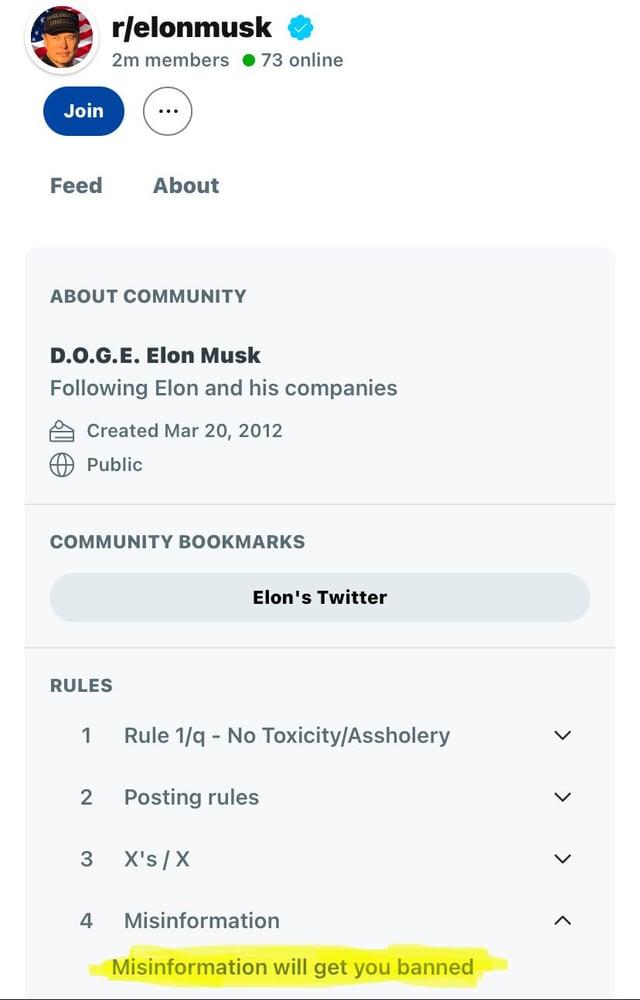 r/elonmusk
2m members 73 online
Join
Feed About
ABOUT COMMUNITY
D.O.G.E. Elon Musk
Following Elon and his companies
Created Mar 20, 2012
Public
COMMUNITY BOOKMARKS
Elon's Twitter
RULES
1 Rule 1/q - No Toxicity/Assholery
2 Posting rules
3 X's / X
4 Misinformation
Misinformation will get you banned